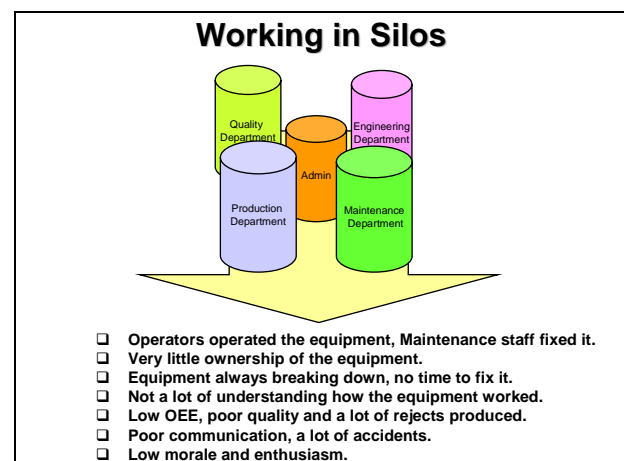 Working in Silos
Quality
Department
Engineering
Department
Admin
Production
Department
Maintenance
Department
❑ Operators operated the equipment, Maintenance staff fixed it.
❑ Very little ownership of the equipment.
❑ Equipment always breaking down, no time to fix it.
❑ Not a lot of understanding how the equipment worked.
❑ Low OEE, poor quality and a lot of rejects produced.
❑ Poor communication, a lot of accidents.
❑ Low morale and enthusiasm.